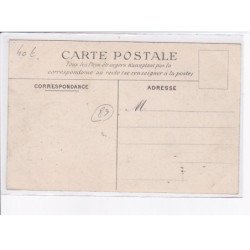 40€
CARTE POSTALE
Tous les Pays étrangers n'acceptent pas la
correspondance au recto (se renseigner à la poste)
CORRESPONDANCE
ADRESSE
83
M